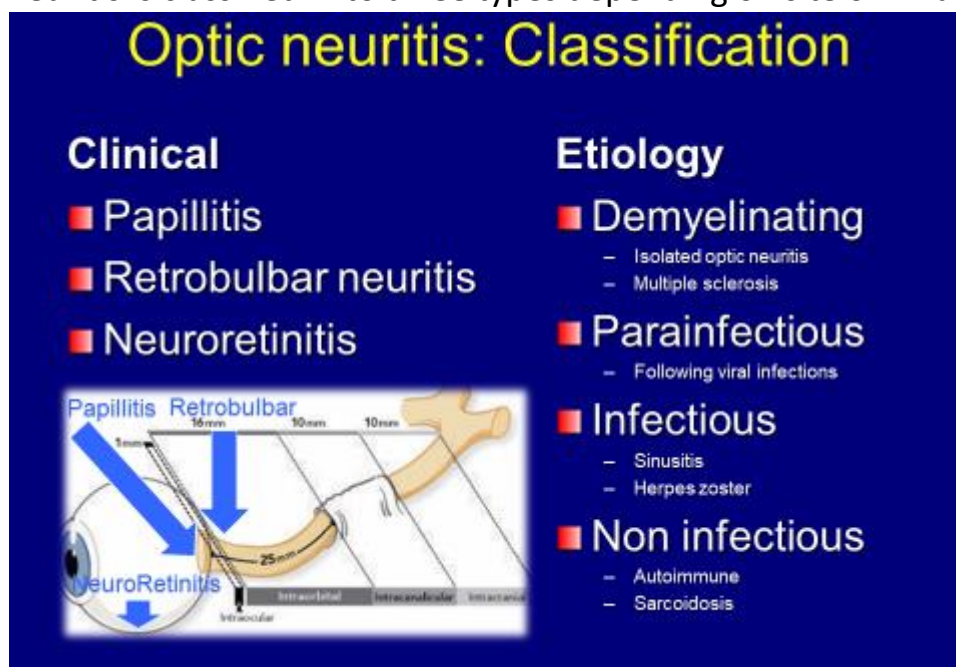 Optic neuritis: Classification
Clinical
Papillitis
Retrobulbar neuritis
Neuroretinitis
Papillitis Retrobulbar
16mm 10mm 10mm
1mm
25mm
NeuroRetinitis
Intraorbital Intracanalicular Intracranial
Intraocular
Etiology
Demyelinating
– Isolated optic neuritis
– Multiple sclerosis
Parainfectious
– Following viral infections
Infectious
– Sinusitis
– Herpes zoster
Non infectious
– Autoimmune
– Sarcoidosis